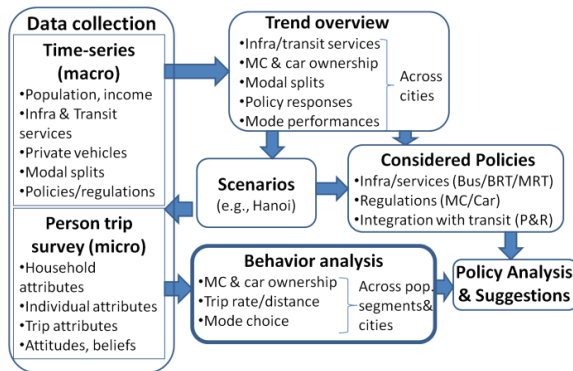 Data collection
Time-series
(macro)
•Population, income
•Infra & Transit
services
•Private vehicles
•Modal splits
•Policies/regulations
Person trip
survey (micro)
•Household
attributes
•Individual attributes
•Trip attributes
•Attitudes, beliefs
Trend overview
•Infra/transit services
•MC & car ownership
•Modal splits
•Policy responses
•Mode performances
Across
cities
Scenarios
(e.g., Hanoi)
Considered Policies
•Infra/services (Bus/BRT/MRT)
•Regulations (MC/Car)
•Integration with transit (P&R)
Behavior analysis
•MC & car ownership
•Trip rate/distance
•Mode choice
Across pop.
segments&
cities
Policy Analysis
& Suggestions